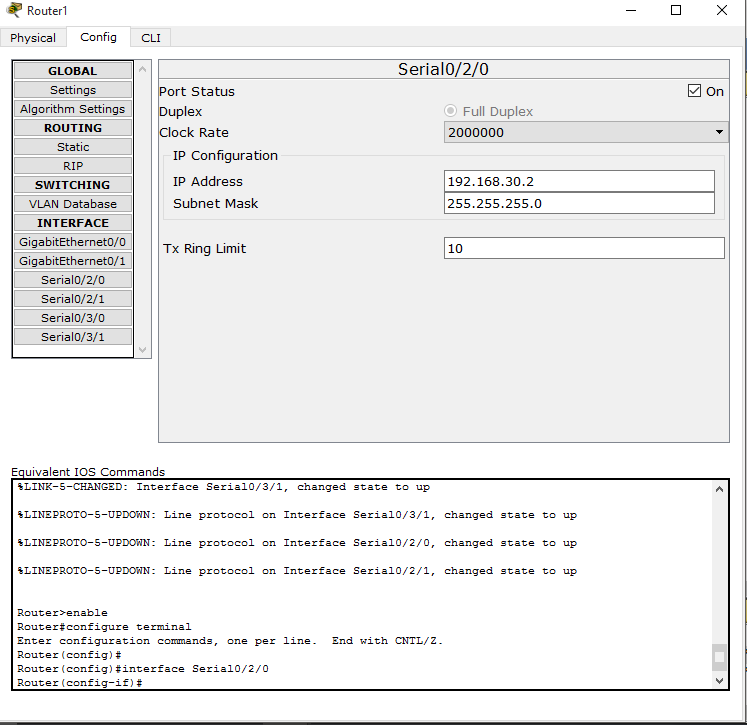 Router1
Physical
Config
CLI
GLOBAL
Settings
Algorithm Settings
ROUTING
Static
RIP
SWITCHING
VLAN Database
INTERFACE
GigabitEthernet0/0
GigabitEthernet0/1
Serial0/2/0
Serial0/2/1
Serial0/3/0
Serial0/3/1
Serial0/2/0
Port Status
On
Duplex
Full Duplex
Clock Rate
2000000
IP Configuration
IP Address
192.168.30.2
Subnet Mask
255.255.255.0
Tx Ring Limit
10
Equivalent IOS Commands
%LINK-5-CHANGED: Interface Serial0/3/1, changed state to up
%LINEPROTO-5-UPDOWN: Line protocol on Interface Serial0/3/1, changed state to up
%LINEPROTO-5-UPDOWN: Line protocol on Interface Serial0/2/0, changed state to up
%LINEPROTO-5-UPDOWN: Line protocol on Interface Serial0/2/1, changed state to up
Router>enable
Router#configure terminal
Enter configuration commands, one per line.  End with CNTL/Z.
Router(config)#
Router(config)#interface Serial0/2/0
Router(config-if)#